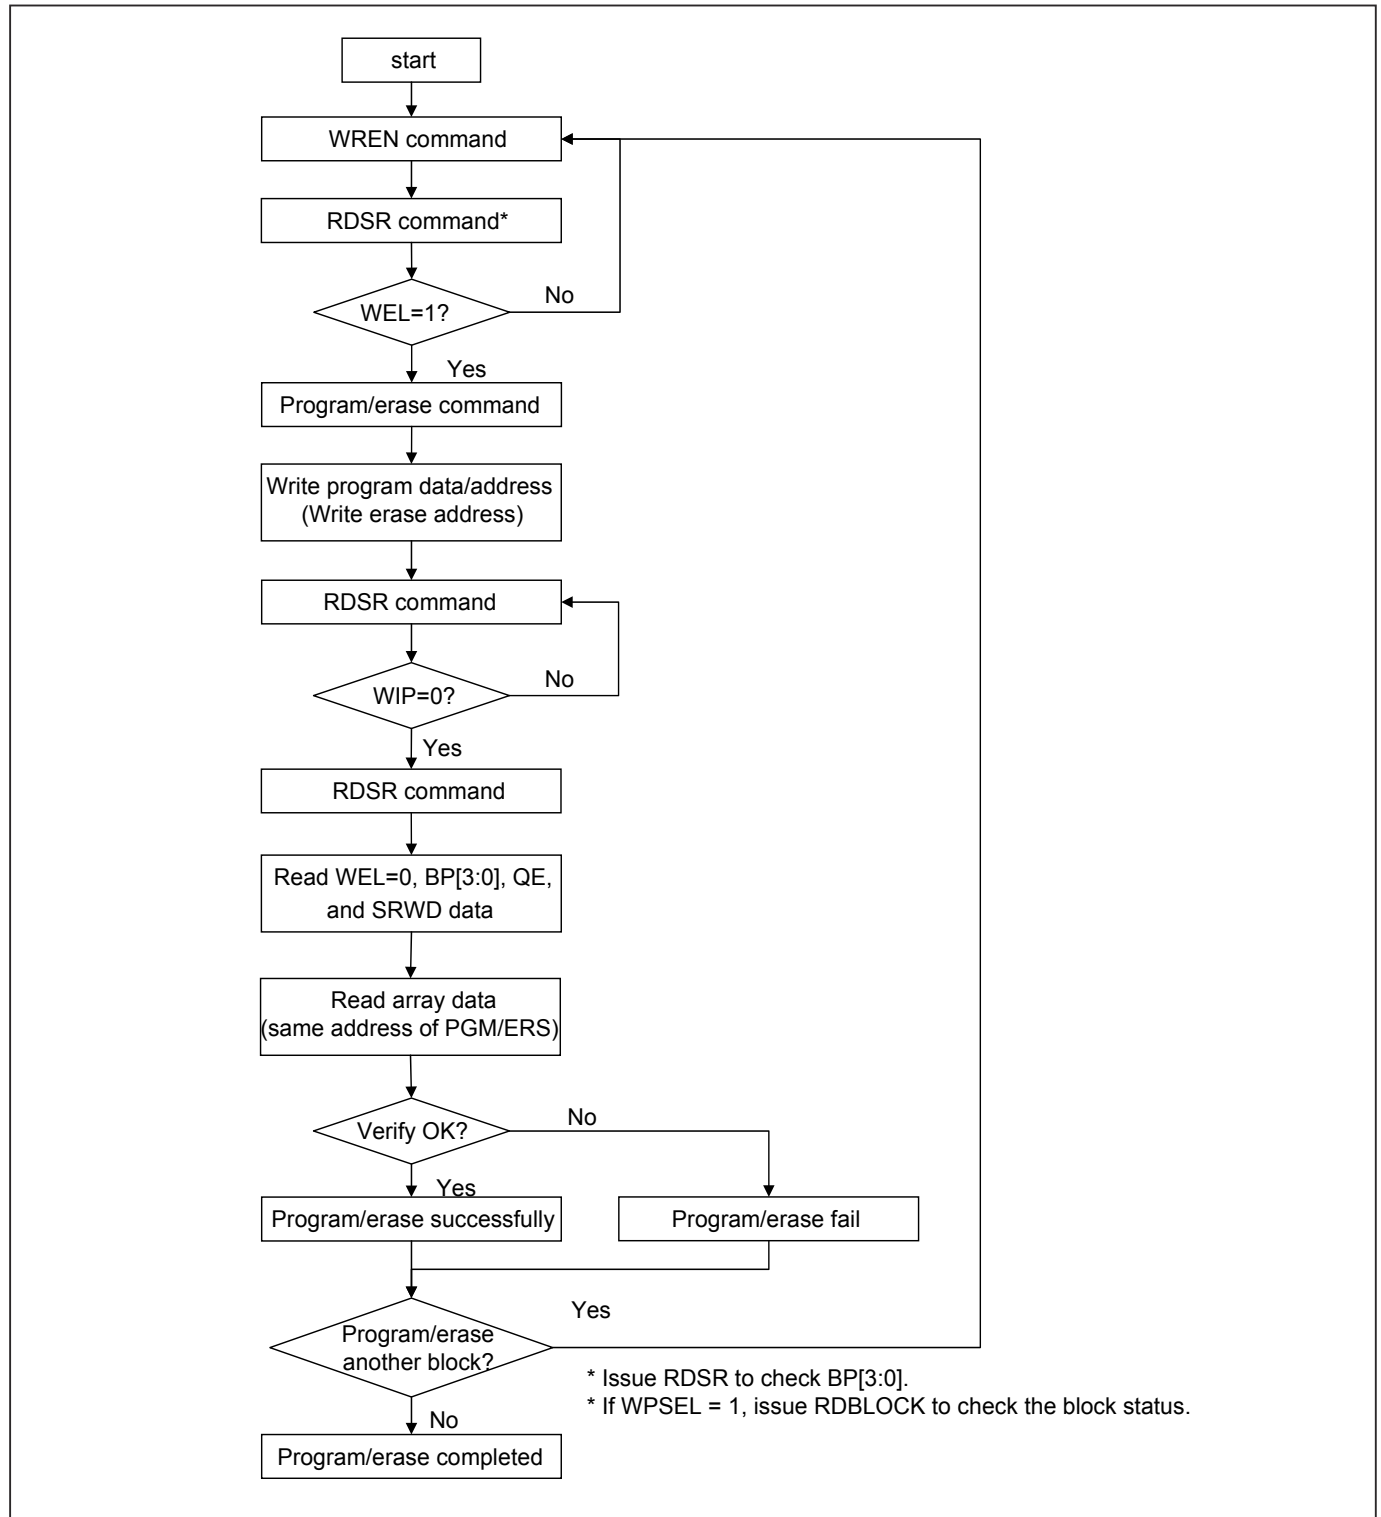 start
WREN command
RDSR command*
WEL=1?
No
Yes
Program/erase command
Write program data/address
(Write erase address)
RDSR command
WIP=0?
No
Yes
RDSR command
Read WEL=0, BP[3:0], QE,
and SRWD data
Read array data
(same address of PGM/ERS)
Verify OK?
No
Yes
Program/erase successfully
Program/erase fail
Program/erase
another block?
Yes
* Issue RDSR to check BP[3:0].
* If WPSEL = 1, issue RDBLOCK to check the block status.
No
Program/erase completed